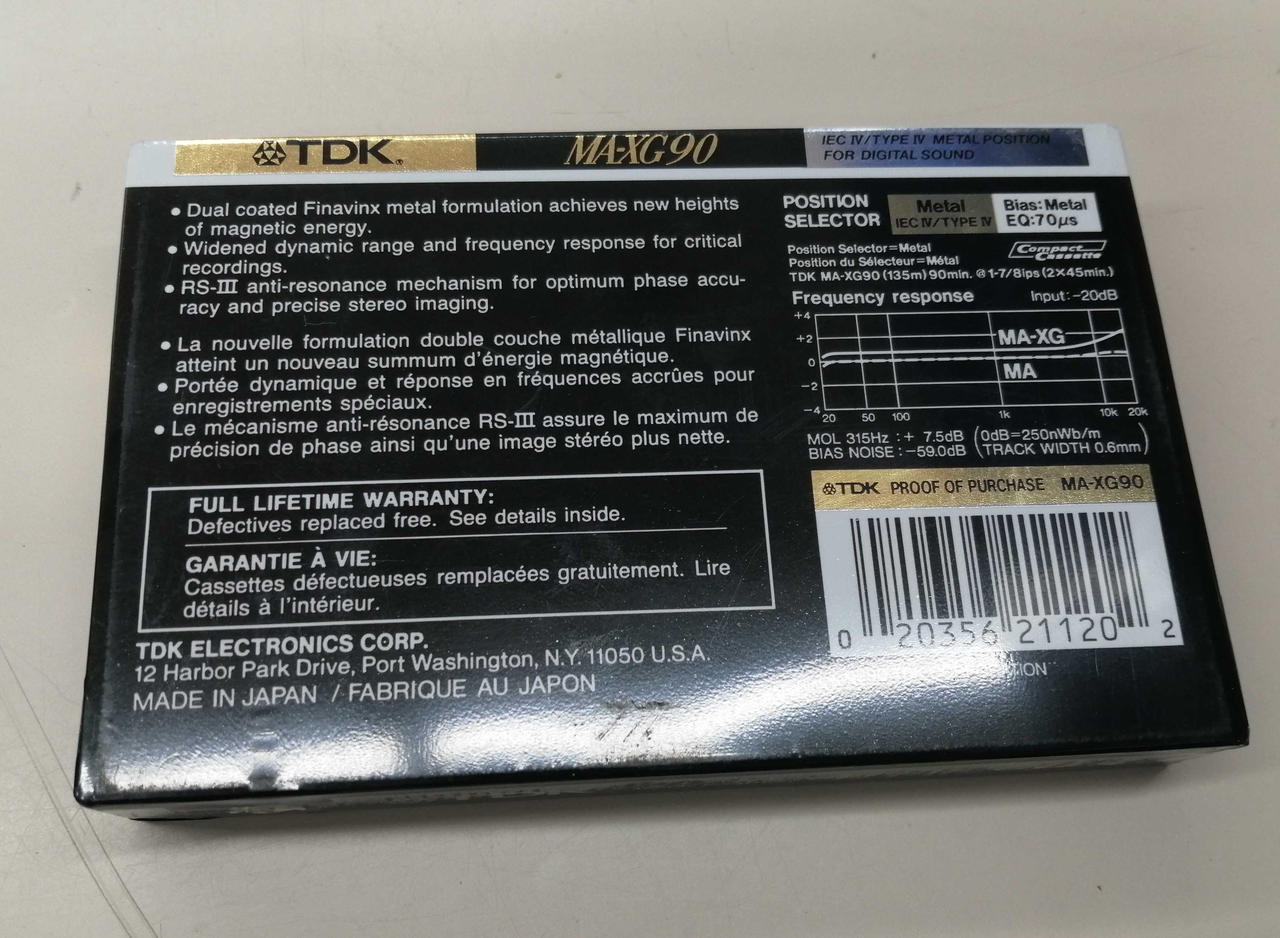 TDK.
MA-XG90
IEC IV/TYPE IV METAL POSITION
FOR DIGITAL SOUND
• Dual coated Finavinx metal formulation achieves new heights
of magnetic energy.
• Widened dynamic range and frequency response for critical
recordings.
• RS-III anti-resonance mechanism for optimum phase accu-
racy and precise stereo imaging.
• La nouvelle formulation double couche métallique Finavinx
atteint un nouveau summum d'énergie magnétique.
• Portée dynamique et réponse en fréquences accrûes pour
enregistrements spéciaux.
• Le mécanisme anti-résonance RS-III assure le maximum de
précision de phase ainsi qu'une image stéréo plus nette.
FULL LIFETIME WARRANTY:
Defectives replaced free. See details inside.
GARANTIE À VIE:
Cassettes défectueuses remplacées gratuitement. Lire
détails à l'intérieur.
TDK ELECTRONICS CORP.
12 Harbor Park Drive, Port Washington, N.Y. 11050 U.S.A.
MADE IN JAPAN / FABRIQUE AU JAPON
POSITION
SELECTOR
Metal
IEC IV/TYPE IV
Bias: Metal
EQ: 70µs
Position Selector=Metal
Position du Sélecteur=Métal
Compact
Cassette
TDK MA-XG90 (135m) 90min. @1-7/8ips (2×45min.)
Frequency response Input: -20dB
+4
+2
0
-2
-4
MA-XG
MA
20 50 100 1k 10k 20k
MOL 315Hz : + 7.5dB (0dB=250nWb/m
BIAS NOISE : -59.0dB (TRACK WIDTH 0.6mm)
TDK PROOF OF PURCHASE MA-XG90
0 20356 21120 2